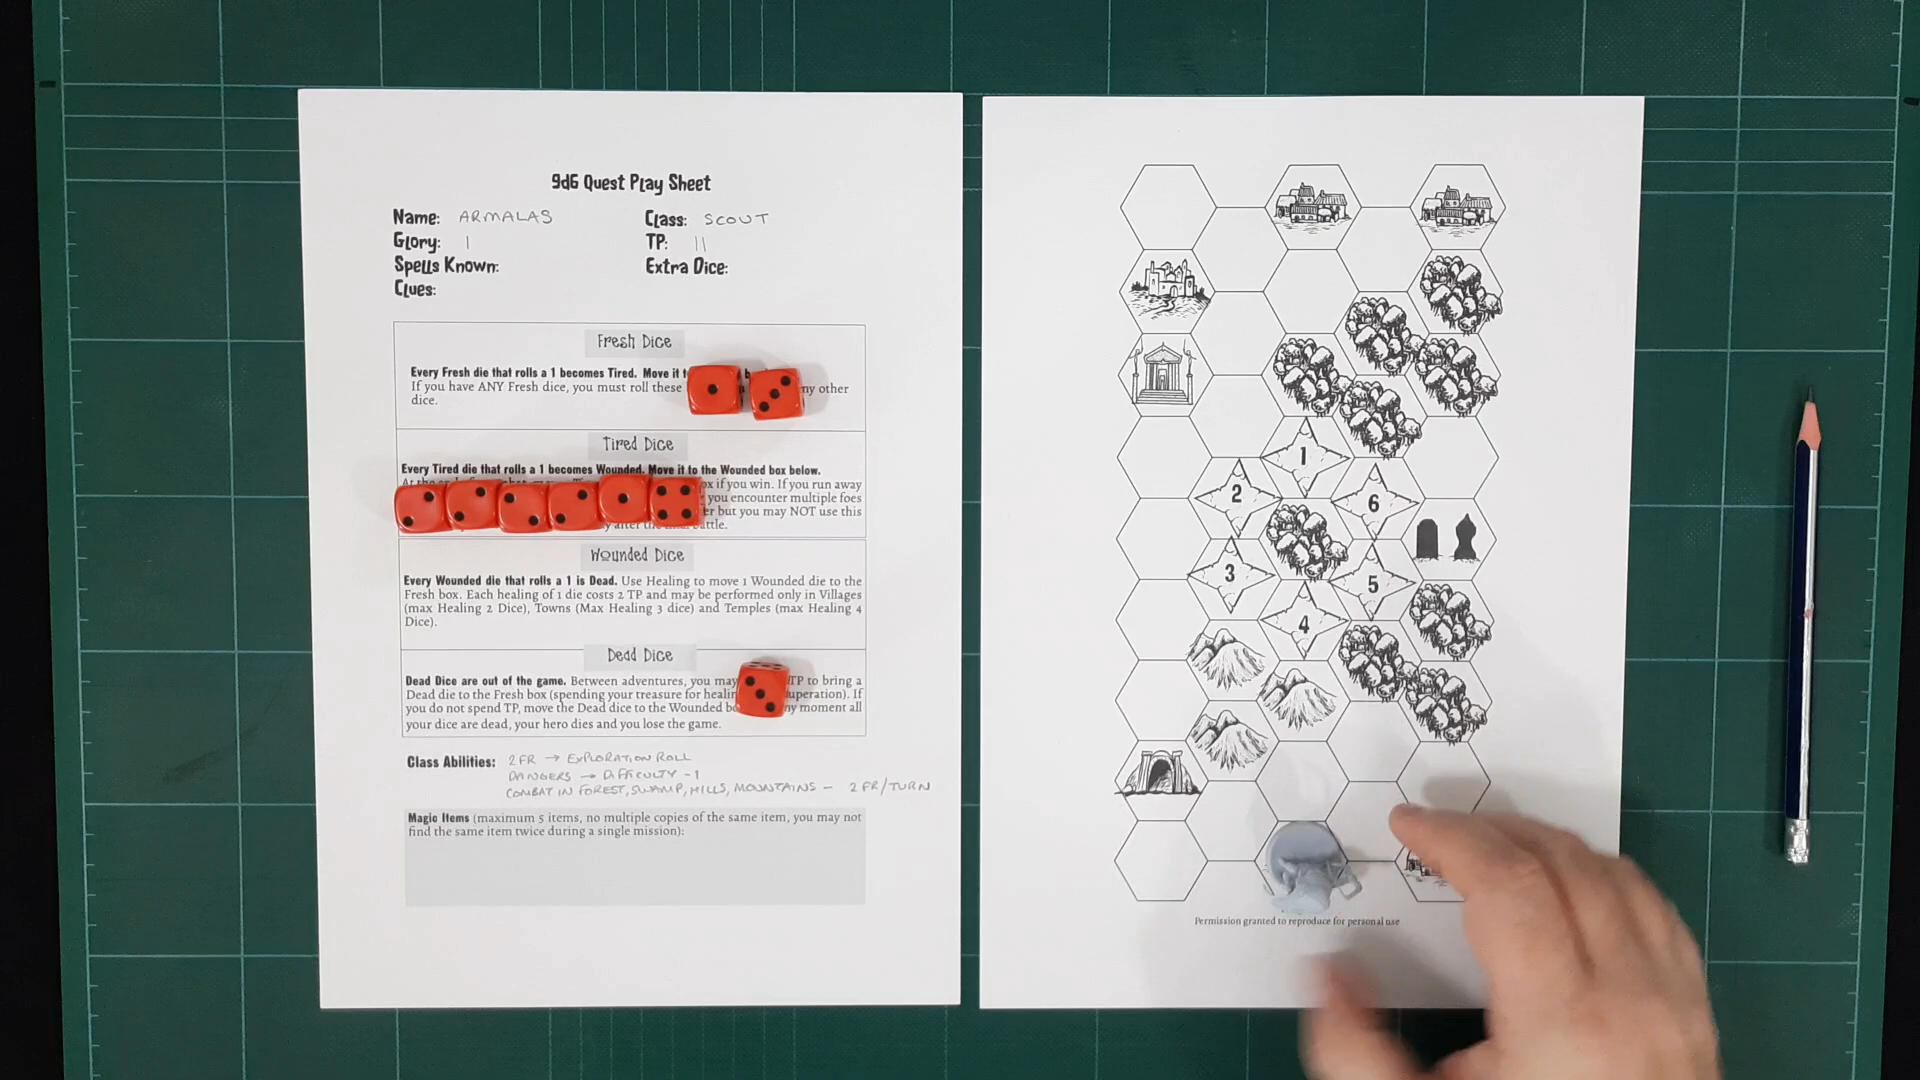 9d6 Quest Play Sheet
Name: ARMALAS Class: SCOUT
Glory: 1 TP: 11
Spells Known: Extra Dice:
Clues:
Fresh Dice
Every Fresh die that rolls a 1 becomes Tired. Move it
If you have ANY Fresh dice, you must roll these other
dice.
Tired Dice
Every Tired die that rolls a 1 becomes Wounded. Move it to the Wounded box below.
if you win. If you run away
you encounter multiple foes
but you may NOT use this
after
Wounded Dice
Every Wounded die that rolls a 1 is Dead. Use Healing to move 1 Wounded die to the
Fresh box. Each healing of 1 die costs 2 TP and may be performed only in Villages
(max Healing 2 Dice), Towns (Max Healing 3 dice) and Temples (max Healing 4
Dice).
Dead Dice
Dead Dice are out of the game. Between adventures, you may TP to bring a
Dead die to the Fresh box (spending your treasure for If
you do not spend TP, move the Dead dice to the Wounded moment all
your dice are dead, your hero dies and you lose the game.
Class Abilities: 2FR → EXPLORATION ROLL
DANGERS → DIFFICULTY -1
COMBAT IN FOREST, SWAMP, HILLS, MOUNTAINS - 2FR/TURN
Magic Items (maximum 5 items, no multiple copies of the same item, you may not
find the same item twice during a single mission):
1
2
6
3
5
4
Permission granted to reproduce for personal use